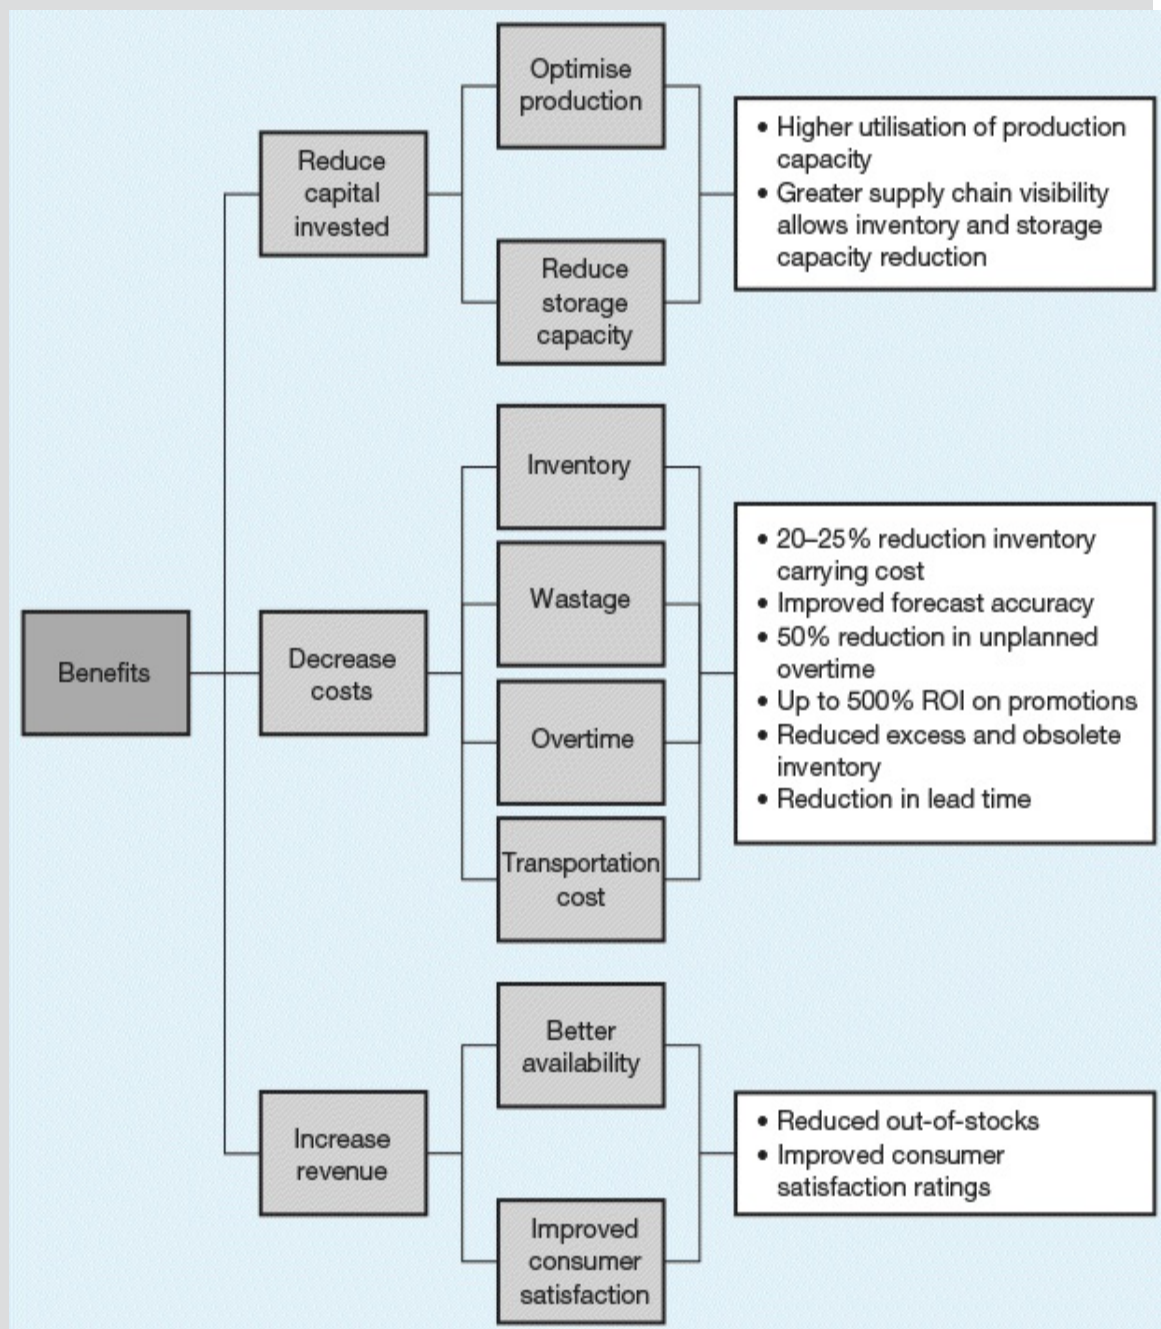 Benefits
Reduce
capital
invested
Optimise
production
Reduce
storage
capacity
• Higher utilisation of production
capacity
• Greater supply chain visibility
allows inventory and storage
capacity reduction
Decrease
costs
Inventory
Wastage
Overtime
Transportation
cost
• 20–25% reduction inventory
carrying cost
• Improved forecast accuracy
• 50% reduction in unplanned
overtime
• Up to 500% ROI on promotions
• Reduced excess and obsolete
inventory
• Reduction in lead time
Increase
revenue
Better
availability
Improved
consumer
satisfaction
• Reduced out-of-stocks
• Improved consumer
satisfaction ratings